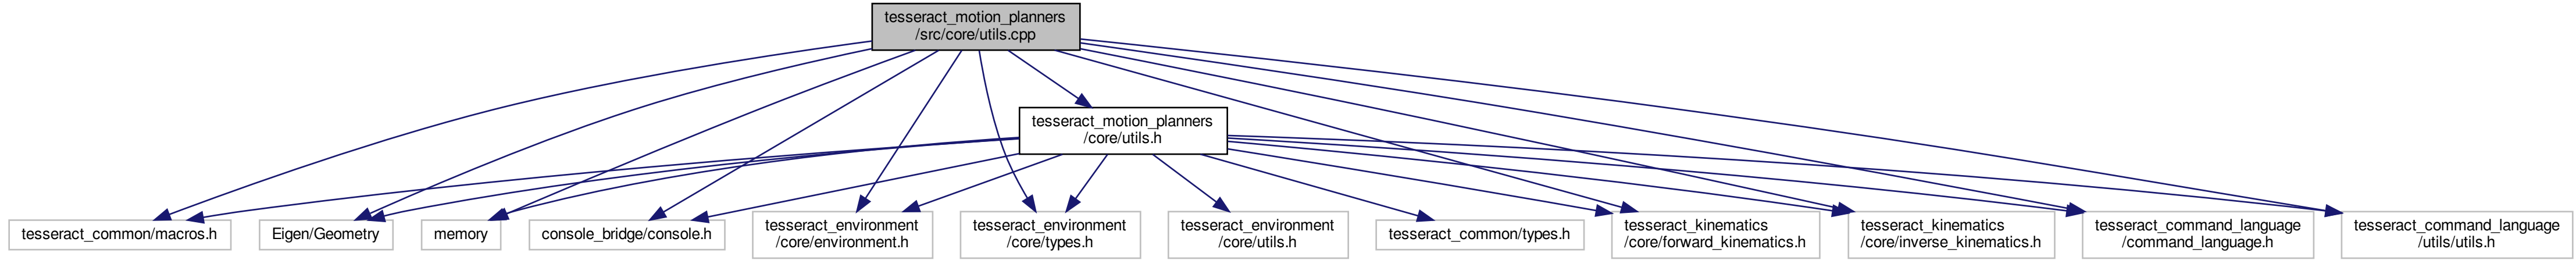 tesseract_motion_planners
/src/core/utils.cpp
tesseract_motion_planners
/core/utils.h
tesseract_common/macros.h
Eigen/Geometry
memory
console_bridge/console.h
tesseract_environment
/core/environment.h
tesseract_environment
/core/types.h
tesseract_environment
/core/utils.h
tesseract_common/types.h
tesseract_kinematics
/core/forward_kinematics.h
tesseract_kinematics
/core/inverse_kinematics.h
tesseract_command_language
/command_language.h
tesseract_command_language
/utils/utils.h